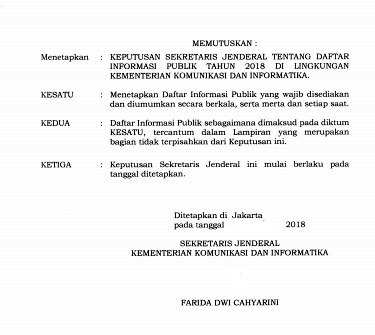 MEMUTUSKAN :
Menetapkan : KEPUTUSAN SEKRETARIS JENDERAL TENTANG DAFTAR
INFORMASI PUBLIK TAHUN 2018 DI LINGKUNGAN
KEMENTERIAN KOMUNIKASI DAN INFORMATIKA.
KESATU : Menetapkan Daftar Informasi Publik yang wajib disediakan
dan diumumkan secara berkala, serta merta dan setiap saat.
KEDUA : Daftar Informasi Publik sebagaimana dimaksud pada diktum
KESATU, tercantum dalam Lampiran yang merupakan
bagian tidak terpisahkan dari Keputusan ini.
KETIGA : Keputusan Sekretaris Jenderal ini mulai berlaku pada
tanggal ditetapkan.
Ditetapkan di Jakarta
pada tanggal 2018
SEKRETARIS JENDERAL
KEMENTERIAN KOMUNIKASI DAN INFORMATIKA
FARIDA DWI CAHYARINI